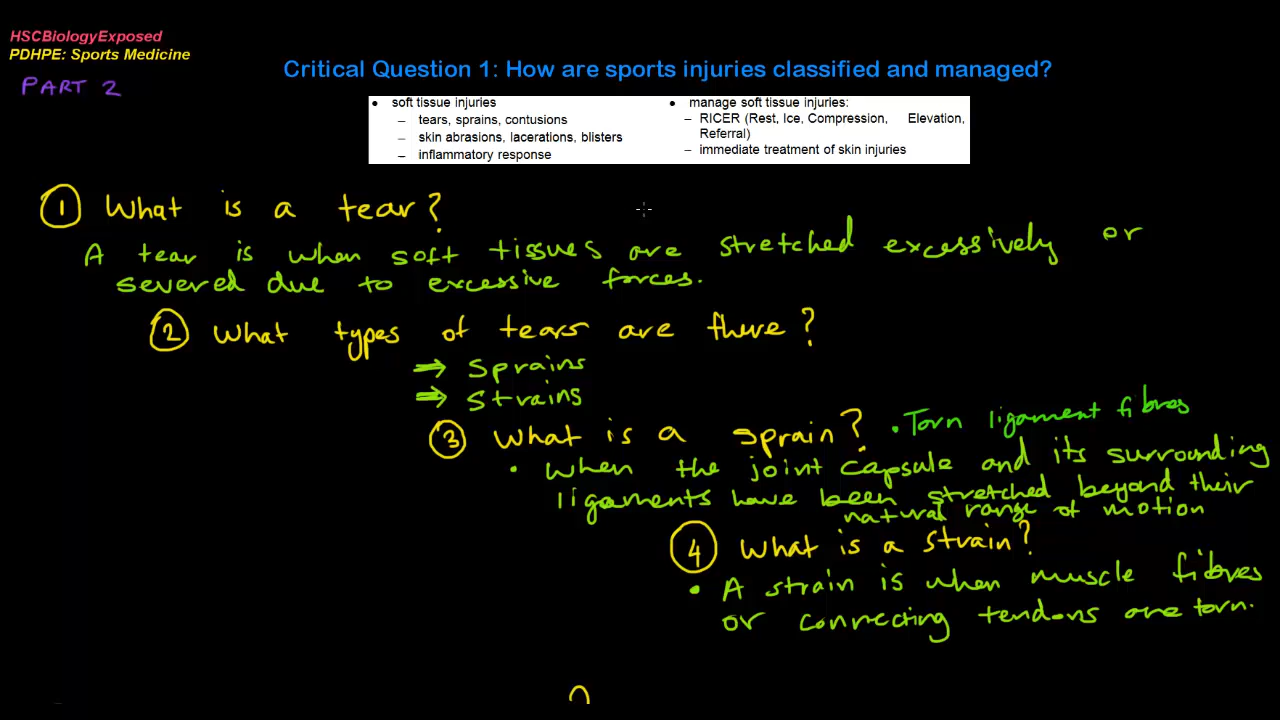 HSCBiologyExposed
PDHPE: Sports Medicine
PART 2
Critical Question 1: How are sports injuries classified and managed?
• soft tissue injuries
– tears, sprains, contusions
– skin abrasions, lacerations, blisters
– inflammatory response
• manage soft tissue injuries:
– RICER (Rest, Ice, Compression, Elevation,
Referral)
– immediate treatment of skin injuries
① What is a tear?
A tear is when soft tissues are stretched excessively or
severed due to excessive forces.
② What types of tears are there?
⇒ Sprains
⇒ Strains
③ What is a sprain? • Torn ligament fibres
• When the joint capsule and its surrounding
ligaments have been stretched beyond their
natural range of motion
④ What is a strain?
• A strain is when muscle fibres
or connecting tendons are torn.